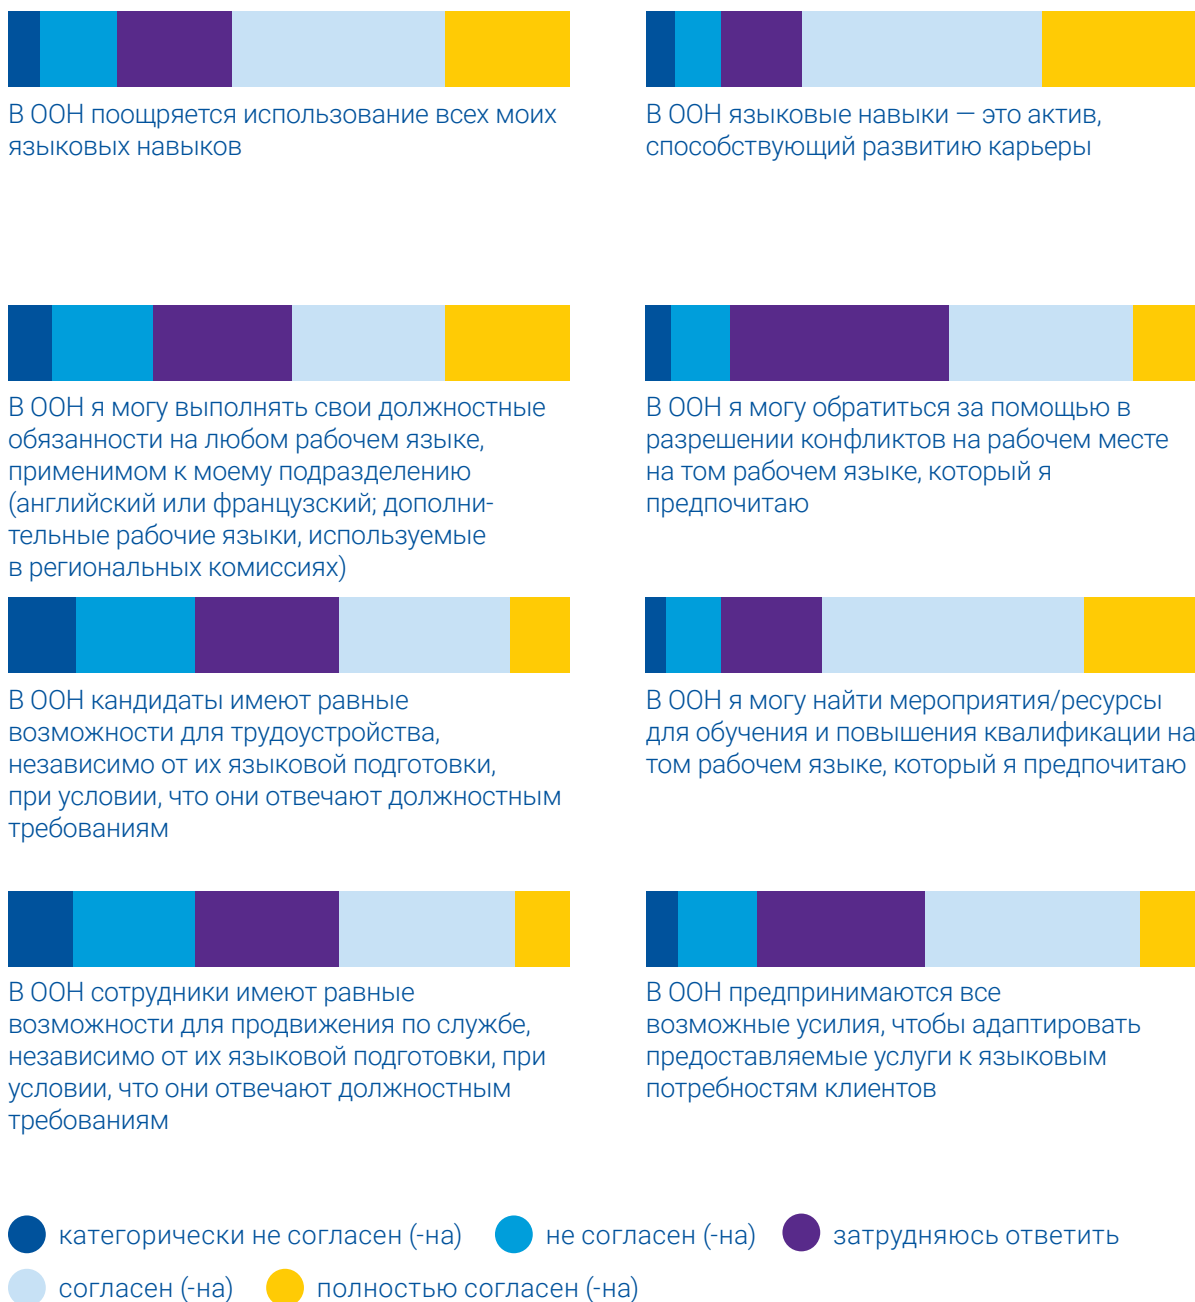 В ООН поощряется использование всех моих
языковых навыков
В ООН языковые навыки — это актив,
способствующий развитию карьеры
В ООН я могу выполнять свои должностные
обязанности на любом рабочем языке,
применимом к моему подразделению
(английский или французский; дополни-
тельные рабочие языки, используемые
в региональных комиссиях)
В ООН я могу обратиться за помощью в
разрешении конфликтов на рабочем месте
на том рабочем языке, который я
предпочитаю
В ООН кандидаты имеют равные
возможности для трудоустройства,
независимо от их языковой подготовки,
при условии, что они отвечают должностным
требованиям
В ООН я могу найти мероприятия/ресурсы
для обучения и повышения квалификации на
том рабочем языке, который я предпочитаю
В ООН сотрудники имеют равные
возможности для продвижения по службе,
независимо от их языковой подготовки, при
условии, что они отвечают должностным
требованиям
В ООН предпринимаются все
возможные усилия, чтобы адаптировать
предоставляемые услуги к языковым
потребностям клиентов
категорически не согласен (-на) не согласен (-на) затрудняюсь ответить
согласен (-на) полностью согласен (-на)